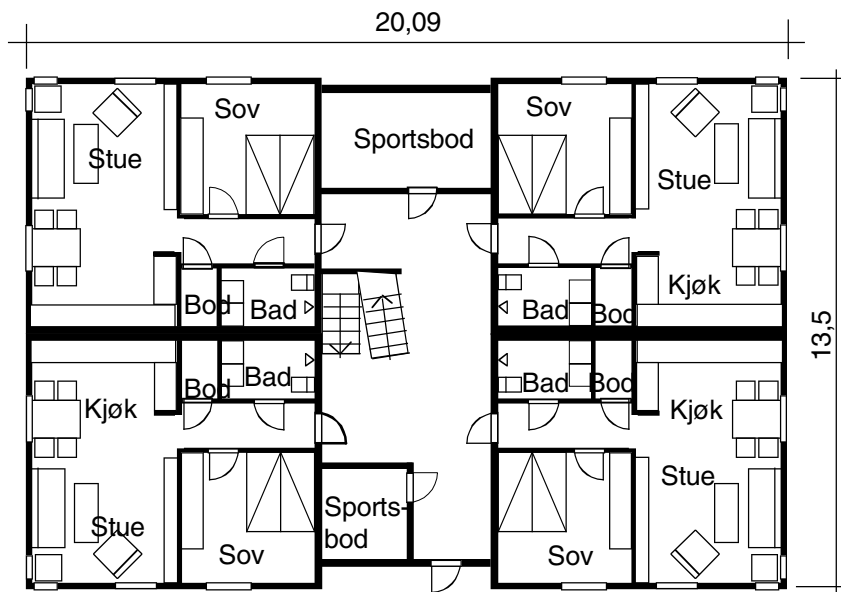 20,09
Sov
Sov
Sportsbod
Stue
Stue
Kjøk
Bod
Bad
Bad
Bod
13,5
Bod
Bad
Bad
Bod
Kjøk
Kjøk
Stue
Stue
Sports-
bod
Sov
Sov